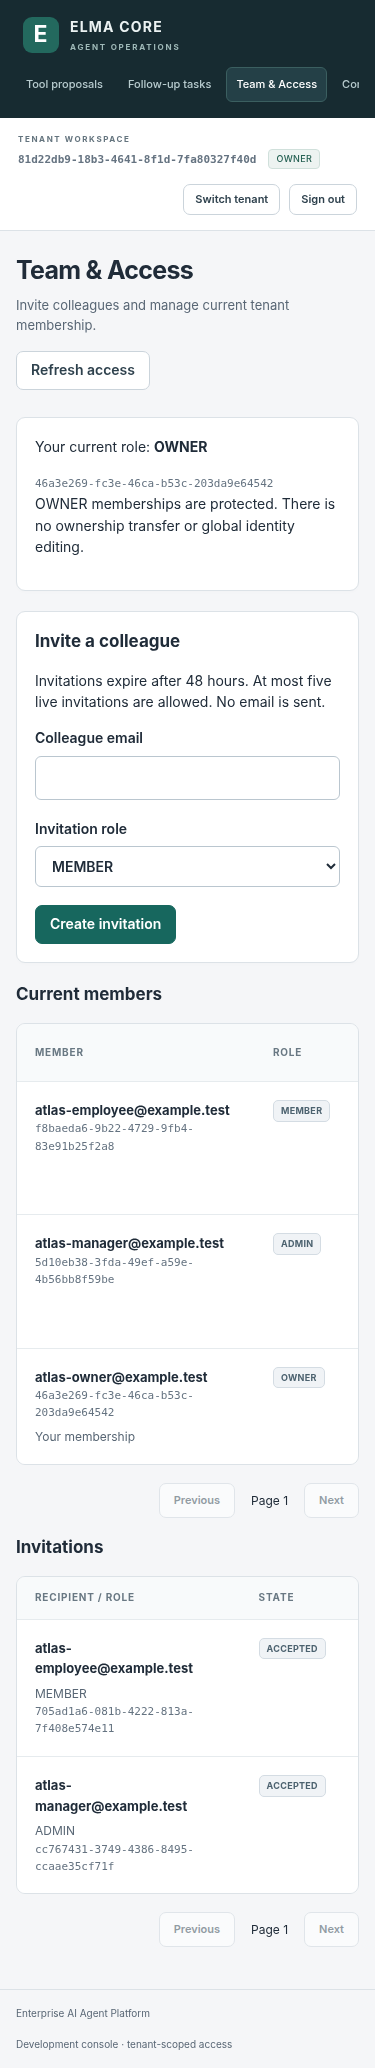 E
ELMA CORE
AGENT OPERATIONS
Tool proposals
Follow-up tasks
Team & Access
TENANT WORKSPACE
81d22db9-18b3-4641-8f1d-7fa80327f40d
OWNER
Switch tenant
Sign out
Team & Access
Invite colleagues and manage current tenant
membership.
Refresh access
Your current role: OWNER
46a3e269-fc3e-46ca-b53c-203da9e64542
OWNER memberships are protected. There is
no ownership transfer or global identity
editing.
Invite a colleague
Invitations expire after 48 hours. At most five
live invitations are allowed. No email is sent.
Colleague email
Invitation role
MEMBER
Create invitation
Current members
MEMBER ROLE
atlas-employee@example.test MEMBER
f8baeda6-9b22-4729-9fb4-
83e91b25f2a8
atlas-manager@example.test ADMIN
5d10eb38-3fda-49ef-a59e-
4b56bb8f59be
atlas-owner@example.test OWNER
46a3e269-fc3e-46ca-b53c-
203da9e64542
Your membership
Previous Page 1 Next
Invitations
RECIPIENT / ROLE STATE
atlas- ACCEPTED
employee@example.test
MEMBER
705ad1a6-081b-4222-813a-
7f408e574e11
atlas- ACCEPTED
manager@example.test
ADMIN
cc767431-3749-4386-8495-
ccaae35cf71f
Previous Page 1 Next
Enterprise AI Agent Platform
Development console · tenant-scoped access